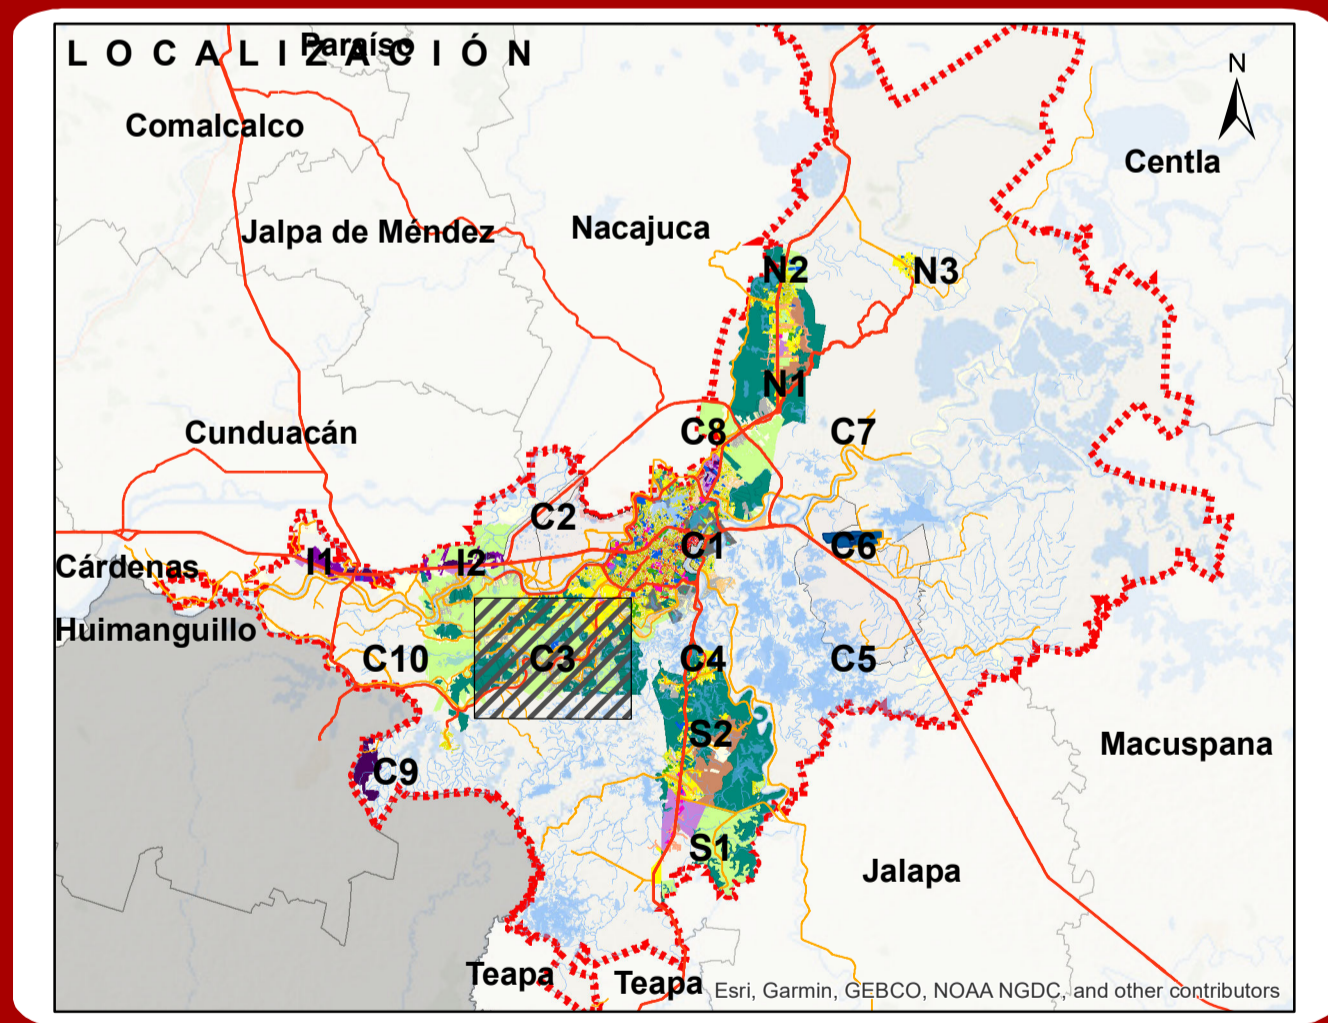 LOCALIZACIÓN
Paraíso
N
Comalcalco
Centla
Jalpa de Méndez
Nacajuca
N2
N3
N1
Cunduacán
C8
C7
C2
C1
C6
I1
I2
Cárdenas
Huimanguillo
C10
C3
C4
C5
S2
Macuspana
C9
S1
Jalapa
Teapa
Teapa
Esri, Garmin, GEBCO, NOAA NGDC, and other contributors